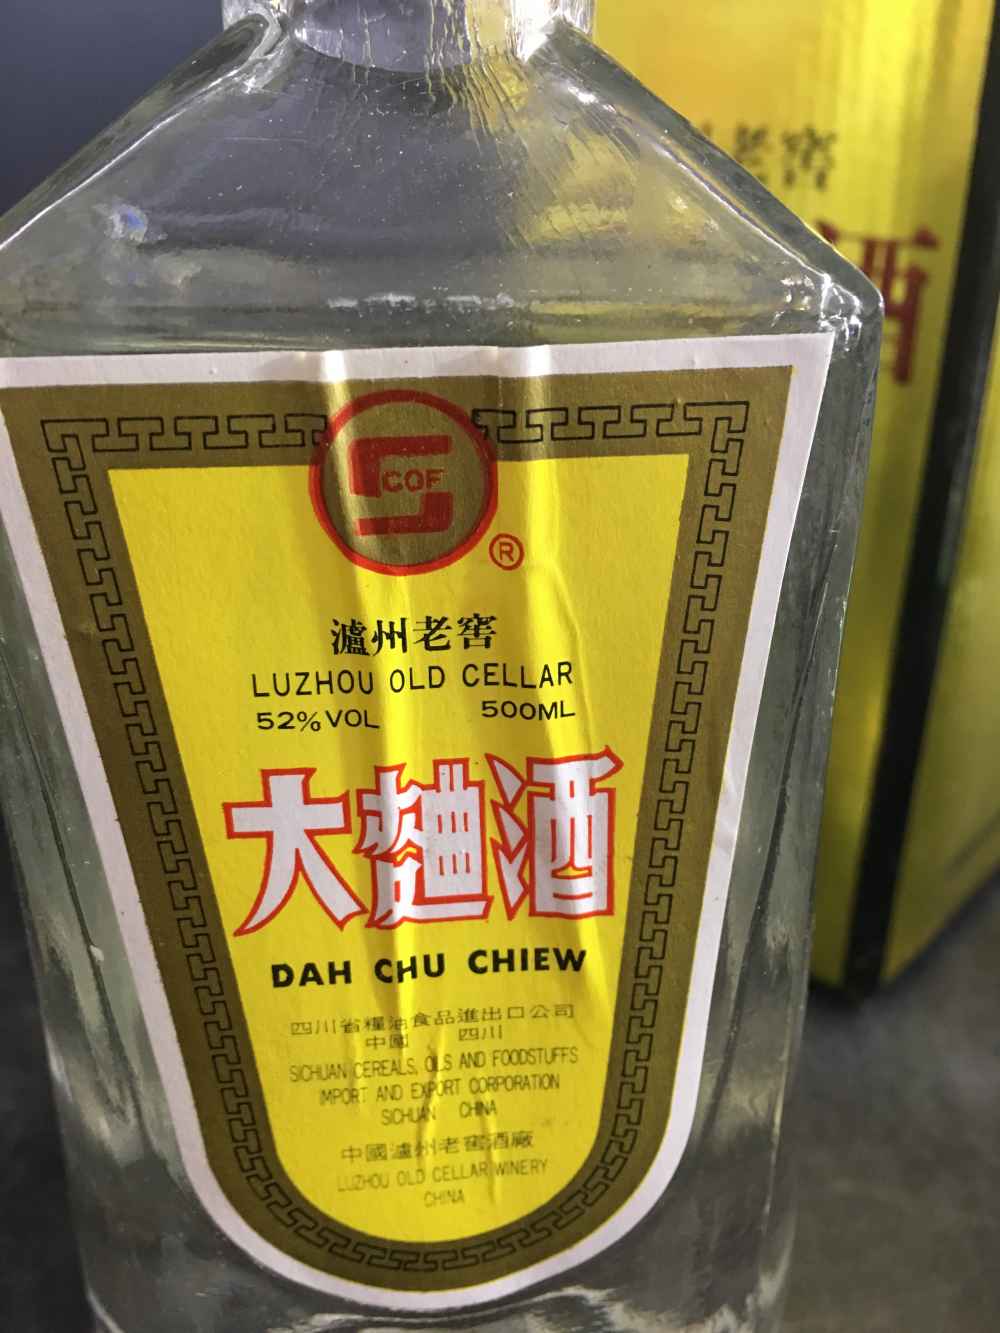 COF
®
瀘州老窖
LUZHOU OLD CELLAR
52%VOL 500ML
大麯酒
DAH CHU CHIEW
四川省糧油食品進出口公司
中國 四川
SICHUAN CEREALS, OILS AND FOODSTUFFS
IMPORT AND EXPORT CORPORATION
SICHUAN CHINA
中國瀘州老窖酒廠
LUZHOU OLD CELLAR WINERY
CHINA
老窖
酒